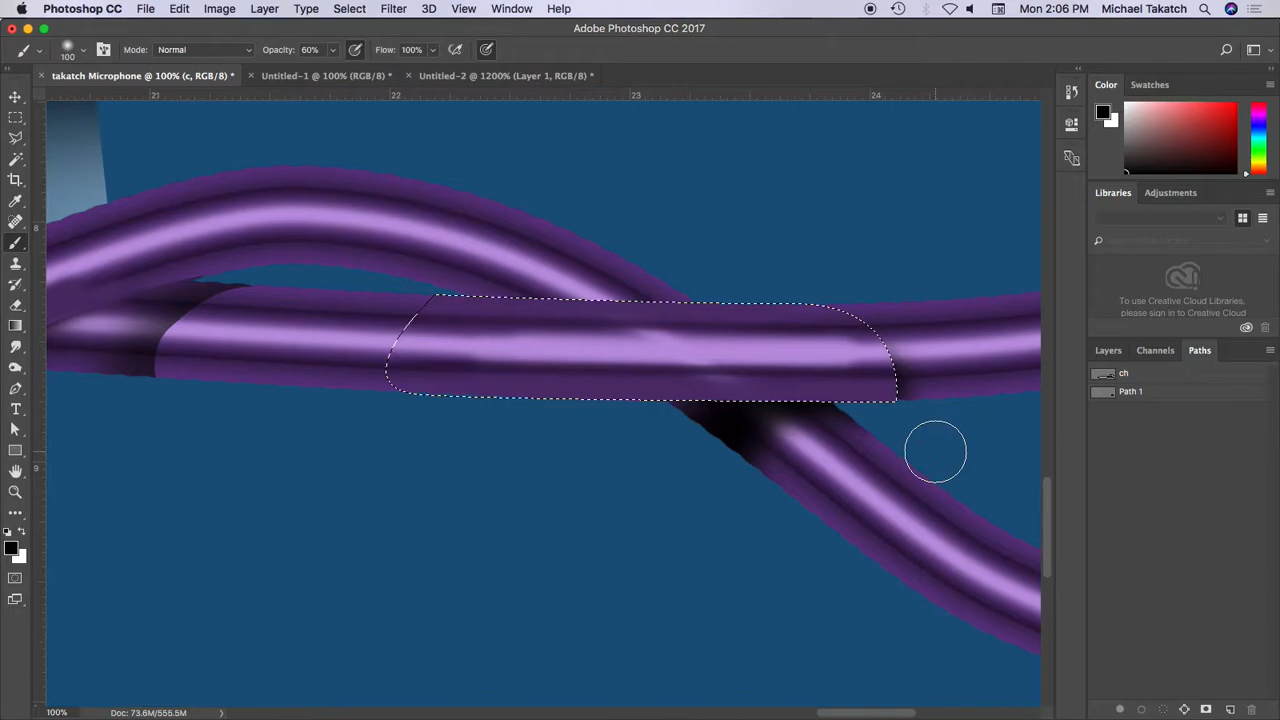 Photoshop CC File Edit Image Layer Type Select Filter 3D View Window Help Mon 2:06 PM Michael Takatch
Adobe Photoshop CC 2017
100 Mode: Normal Opacity: 60% Flow: 100%
takatch Microphone @ 100% (c, RGB/8) * Untitled-1 @ 100% (RGB/8) * Untitled-2 @ 1200% (Layer 1, RGB/8) *
21 22 23 24
Color Swatches
Libraries Adjustments
8
To use Creative Cloud Libraries,
please sign in to Creative Cloud
Layers Channels Paths
ch
Path 1
9
100% Doc: 73.6M/555.5M